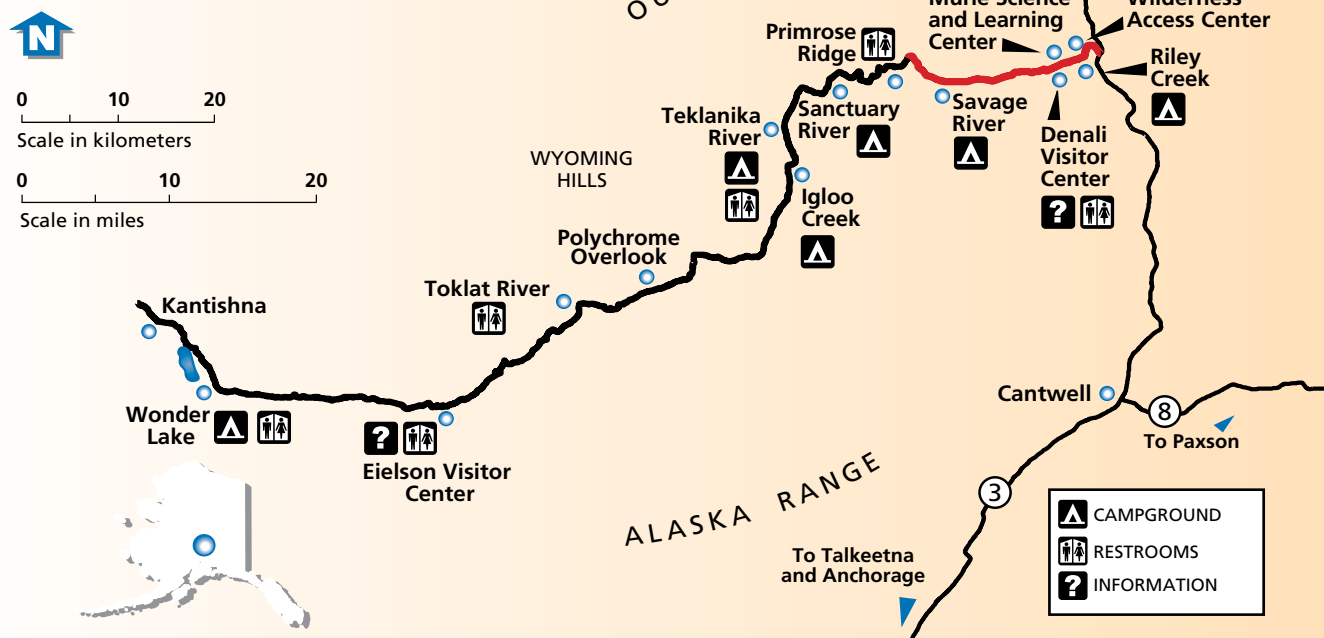 N
0 10 20
Scale in kilometers
0 10 20
Scale in miles
Primrose
Ridge
and Learning
Center
Access Center
Riley
Creek
Teklanika
River
Sanctuary
River
Savage
River
Denali
Visitor
Center
?
WYOMING
HILLS
Igloo
Creek
Polychrome
Overlook
Toklat River
Kantishna
Wonder
Lake
?
Eielson Visitor
Center
Cantwell
8
To Paxson
3
ALASKA RANGE
To Talkeetna
and Anchorage
CAMPGROUND
RESTROOMS
? INFORMATION